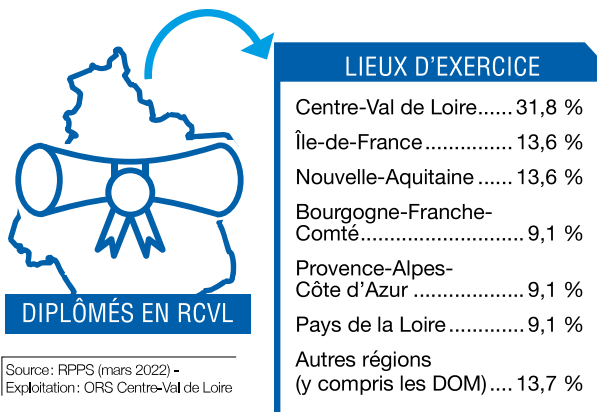 LIEUX D'EXERCICE
Centre-Val de Loire...... 31,8 %
Île-de-France............... 13,6 %
Nouvelle-Aquitaine...... 13,6 %
Bourgogne-Franche-
Comté............................ 9,1 %
Provence-Alpes-
Côte d'Azur ................... 9,1 %
Pays de la Loire............. 9,1 %
Autres régions
(y compris les DOM).... 13,7 %
DIPLÔMÉS EN RCVL
Source: RPPS (mars 2022) -
Exploitation: ORS Centre-Val de Loire